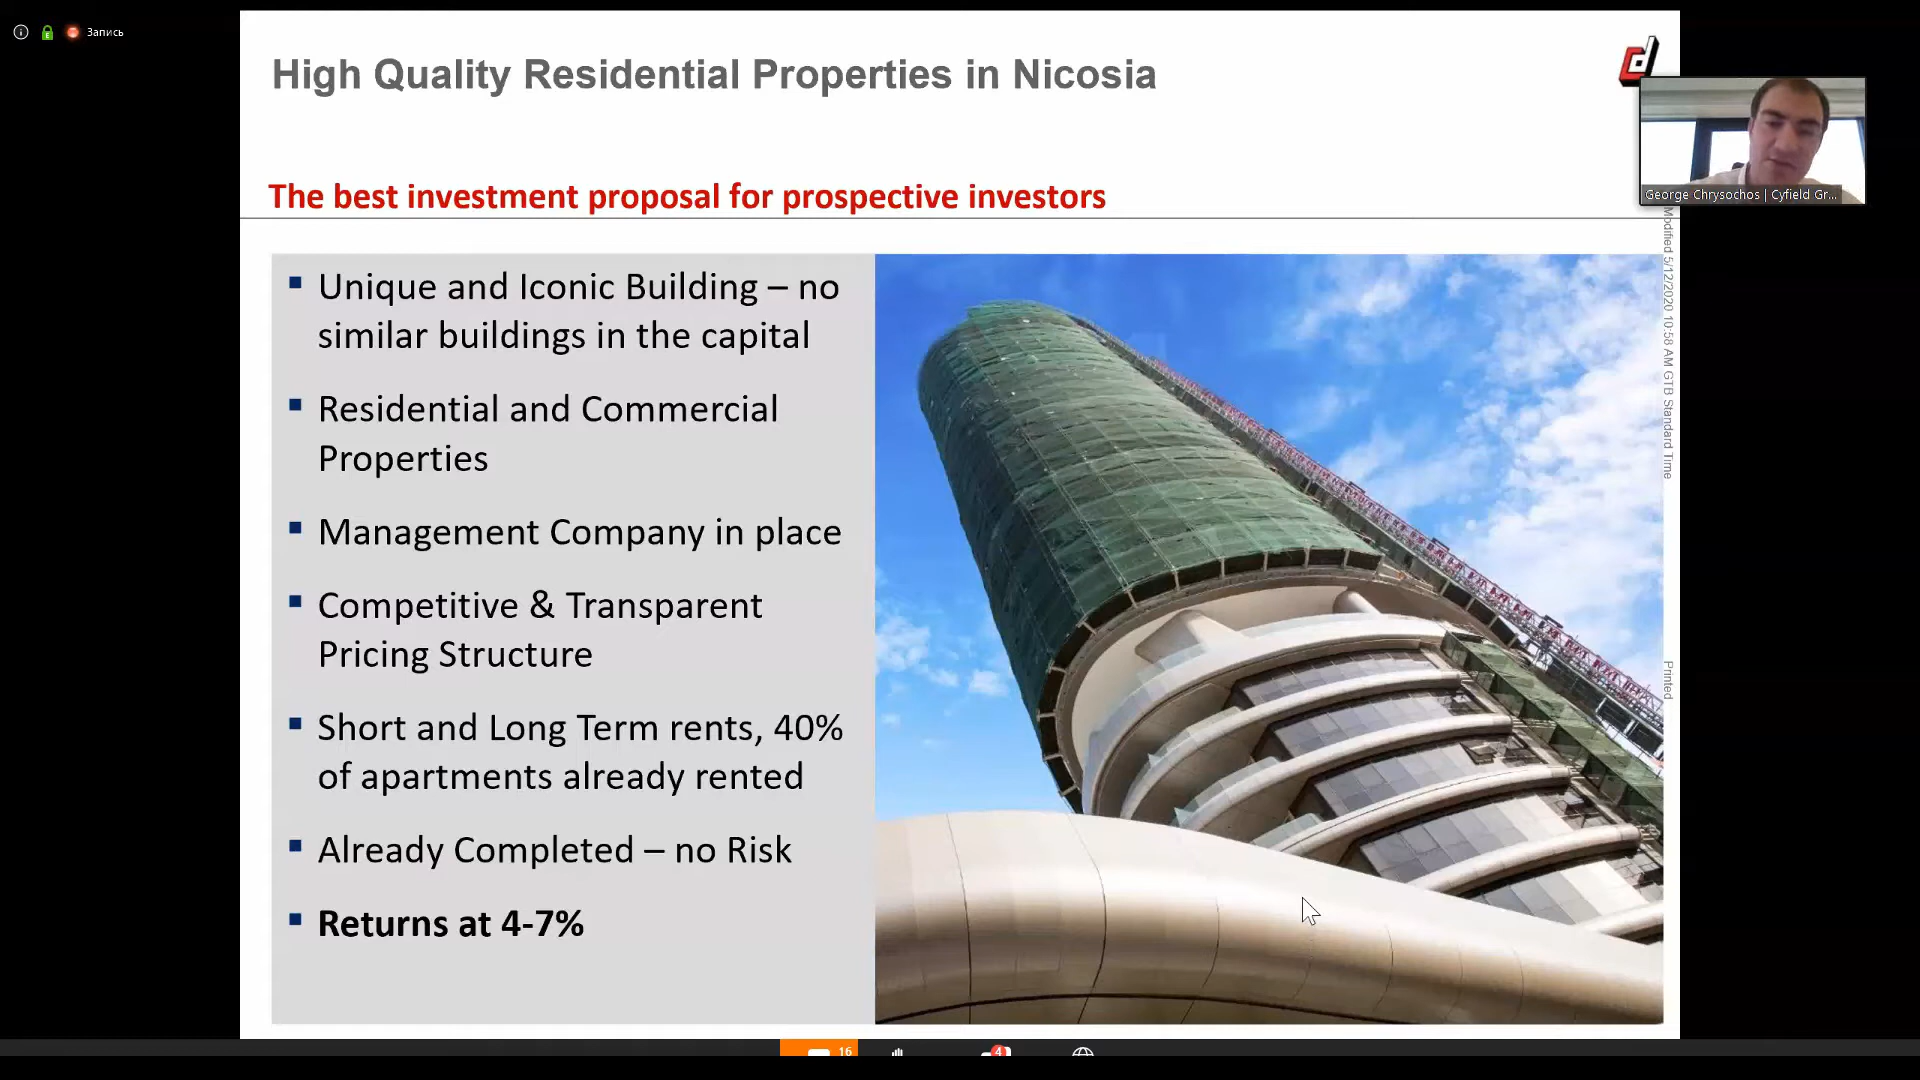 Запись
High Quality Residential Properties in Nicosia
George Chrysochos | Cyfield Gr...
The best investment proposal for prospective investors
Modified 5/12/2020 10:58 AM GTB Standard Time
Printed
▪ Unique and Iconic Building – no
similar buildings in the capital
▪ Residential and Commercial
Properties
▪ Management Company in place
▪ Competitive & Transparent
Pricing Structure
▪ Short and Long Term rents, 40%
of apartments already rented
▪ Already Completed – no Risk
▪ Returns at 4-7%
16
4